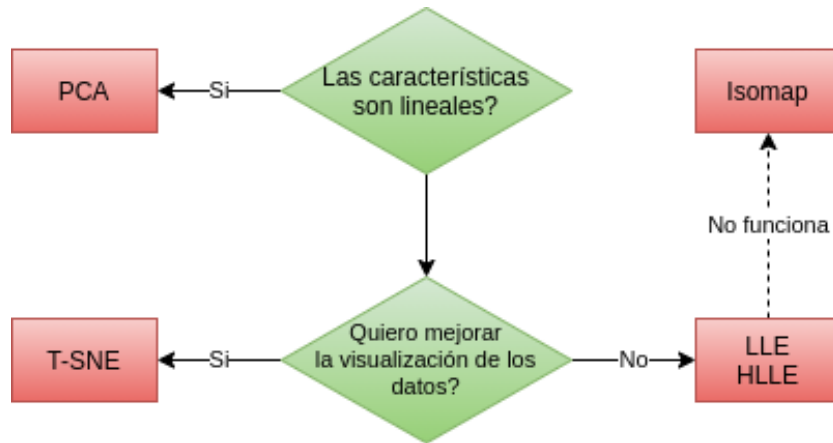 PCA
Si
Las características
son lineales?
Isomap
No funciona
T-SNE
Si
Quiero mejorar
la visualización de los
datos?
No
LLE
HLLE